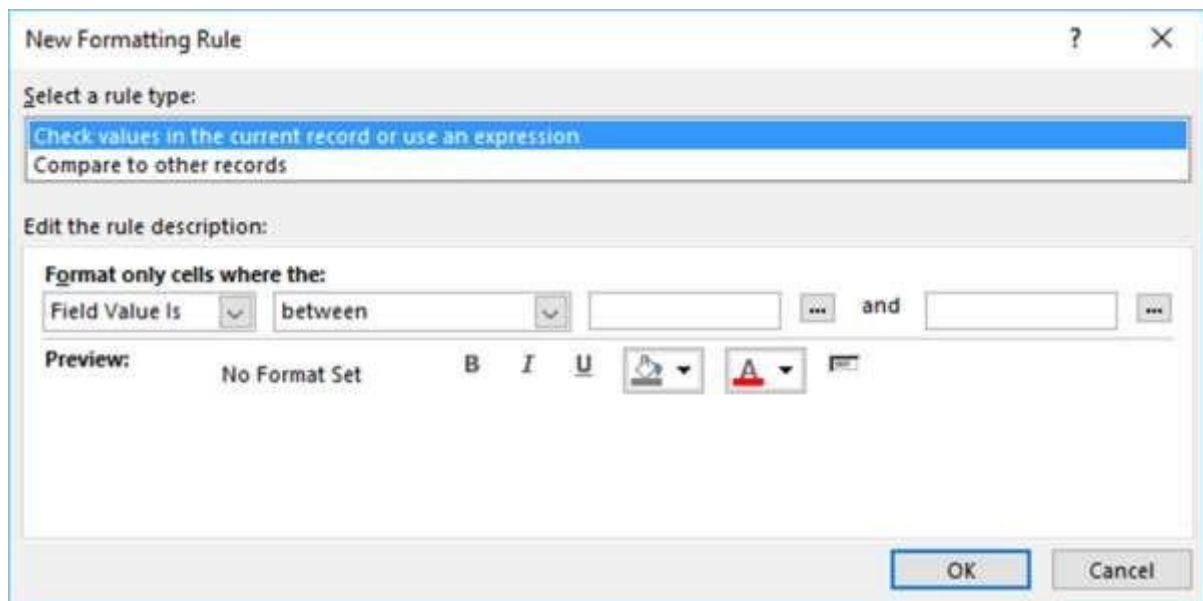 New Formatting Rule ?
Select a rule type:
Check values in the current record or use an expression
Compare to other records
Edit the rule description:
Format only cells where the:
Field Value Is between ... and ...
Preview: No Format Set B I U A
OK Cancel